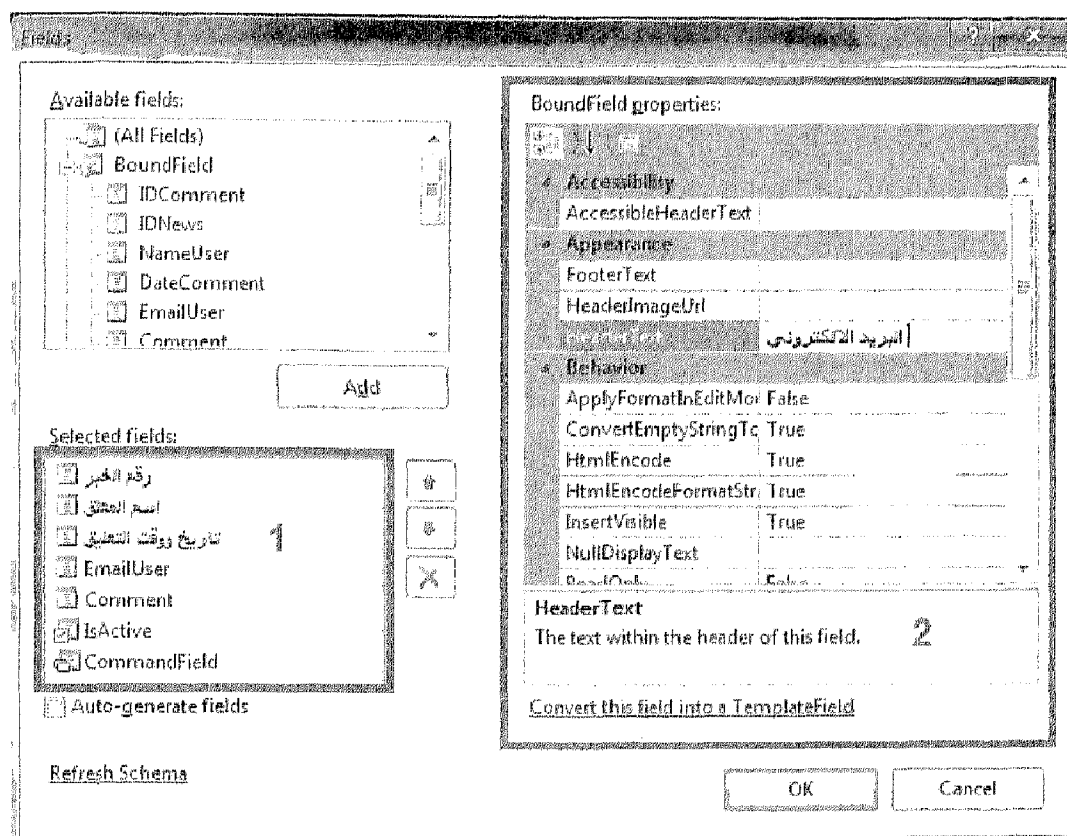 Fields
Available fields:
(All Fields)
BoundField
IDComment
IDNews
NameUser
DateComment
EmailUser
Comment
Add
Selected fields:
رقم الخبر
اسم المعلق
تاريخ ووقت التعليق
1
EmailUser
Comment
IsActive
CommandField
Auto-generate fields
Refresh Schema
BoundField properties:
Accessibility
AccessibleHeaderText
Appearance
FooterText
HeaderImageUrl
HeaderText البريد الالكتروني
Behavior
ApplyFormatInEditMo False
ConvertEmptyStringTo True
HtmlEncode True
HtmlEncodeFormatStr True
InsertVisible True
NullDisplayText
ReadOnly False
HeaderText
The text within the header of this field.
2
Convert this field into a TemplateField
OK
Cancel